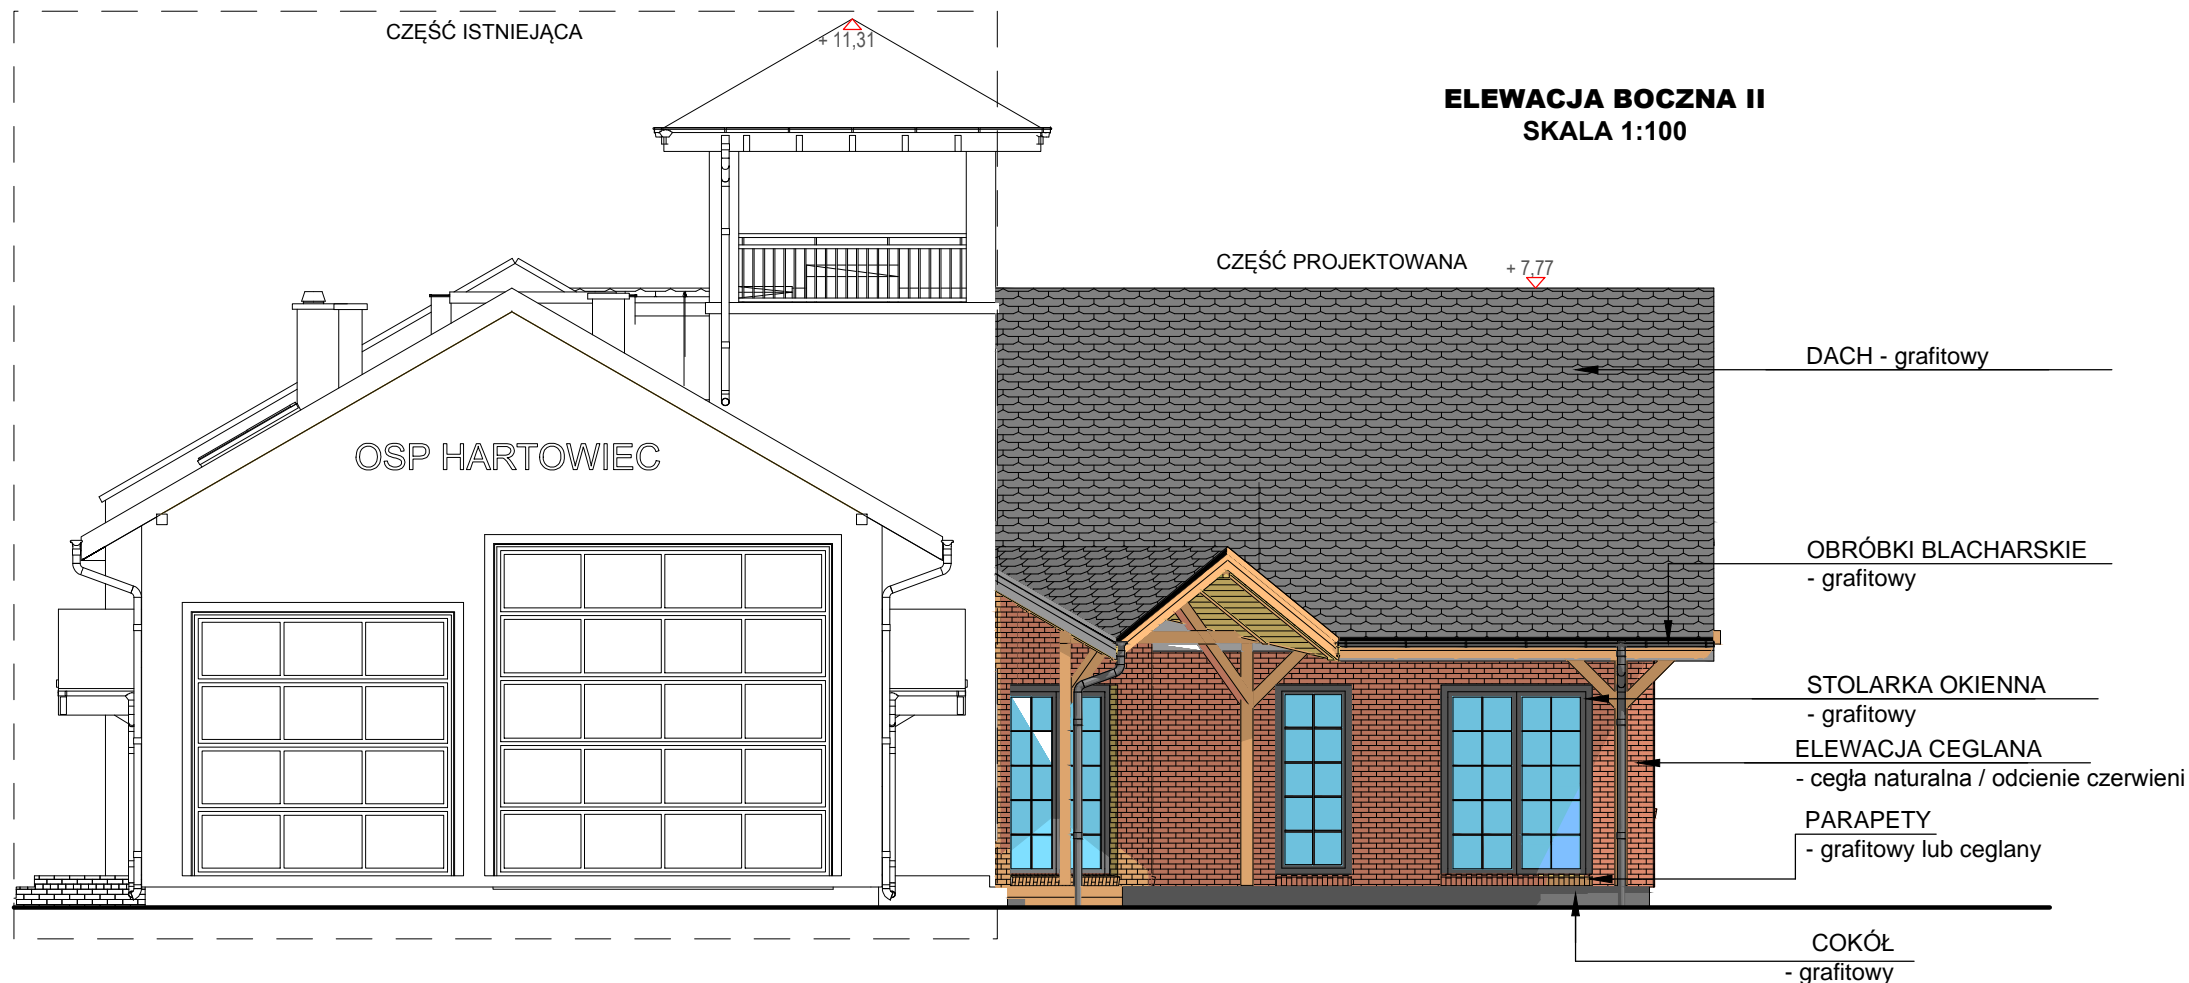 CZĘŚĆ ISTNIEJĄCA
+ 11,31
ELEWACJA BOCZNA II
SKALA 1:100
CZĘŚĆ PROJEKTOWANA
+ 7,77
DACH - grafitowy
OSP HARTOWIEC
OBRÓBKI BLACHARSKIE
- grafitowy
STOLARKA OKIENNA
- grafitowy
ELEWACJA CEGLANA
- cegła naturalna / odcienie czerwieni
PARAPETY
- grafitowy lub ceglany
COKÓŁ
- grafitowy